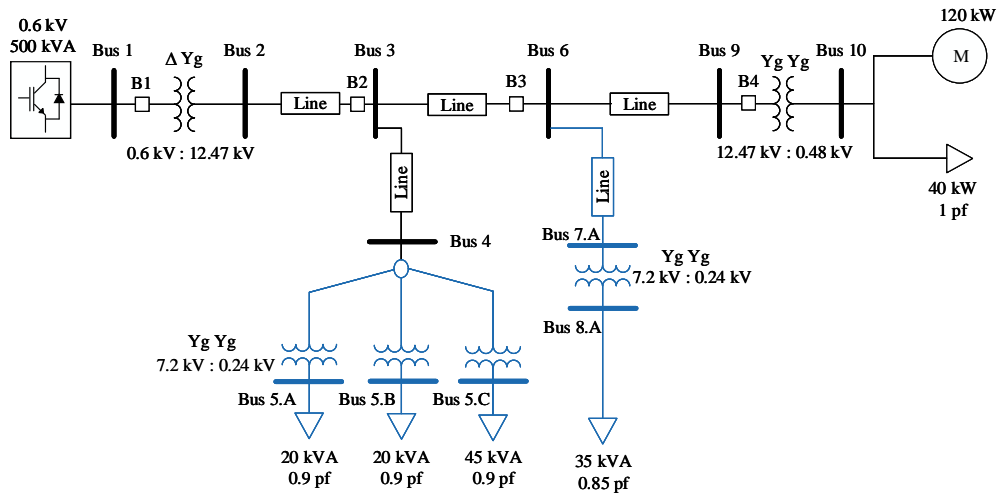 0.6 kV
500 kVA
Bus 1
B1
Δ Yg
0.6 kV : 12.47 kV
Bus 2
Line
B2
Bus 3
Line
B3
Bus 6
Line
Bus 9
B4
Yg Yg
12.47 kV : 0.48 kV
Bus 10
120 kW
M
40 kW
1 pf
Line
Bus 4
Yg Yg
7.2 kV : 0.24 kV
Bus 5.A
Bus 5.B
Bus 5.C
20 kVA
0.9 pf
20 kVA
0.9 pf
45 kVA
0.9 pf
Line
Bus 7.A
Yg Yg
7.2 kV : 0.24 kV
Bus 8.A
35 kVA
0.85 pf